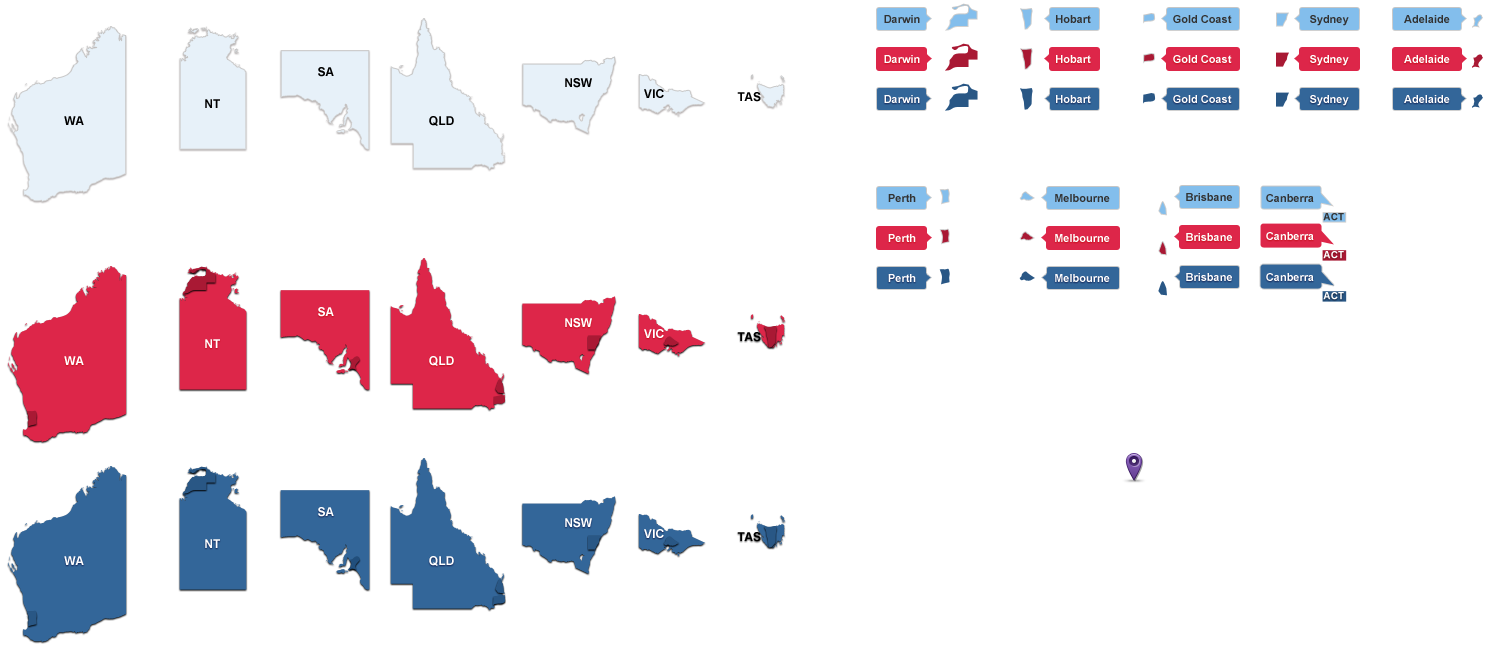 WA NT SA QLD NSW VIC TAS
WA NT SA QLD NSW VIC TAS
WA NT SA QLD NSW VIC TAS
Darwin Hobart Gold Coast Sydney Adelaide
Darwin Hobart Gold Coast Sydney Adelaide
Darwin Hobart Gold Coast Sydney Adelaide
Perth Melbourne Brisbane Canberra
ACT
Perth Melbourne Brisbane Canberra
ACT
Perth Melbourne Brisbane Canberra
ACT